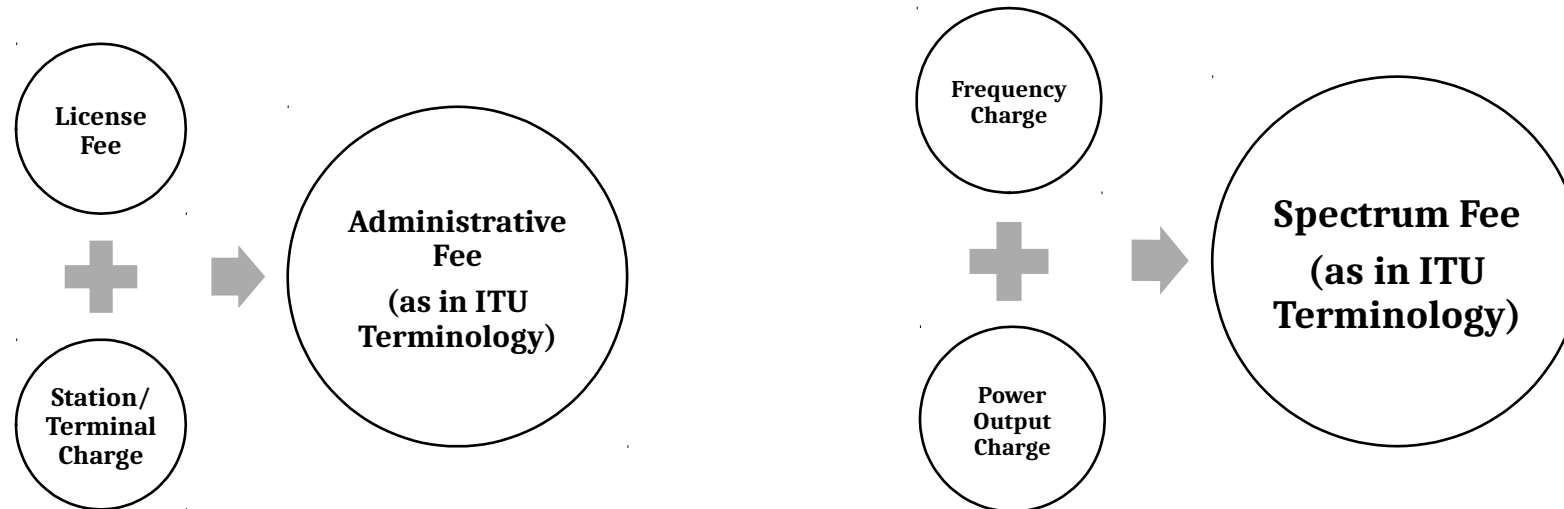 License
Fee
Station/
Terminal
Charge
Administrative
Fee
(as in ITU
Terminology)
Frequency
Charge
Power
Output
Charge
Spectrum Fee
(as in ITU
Terminology)